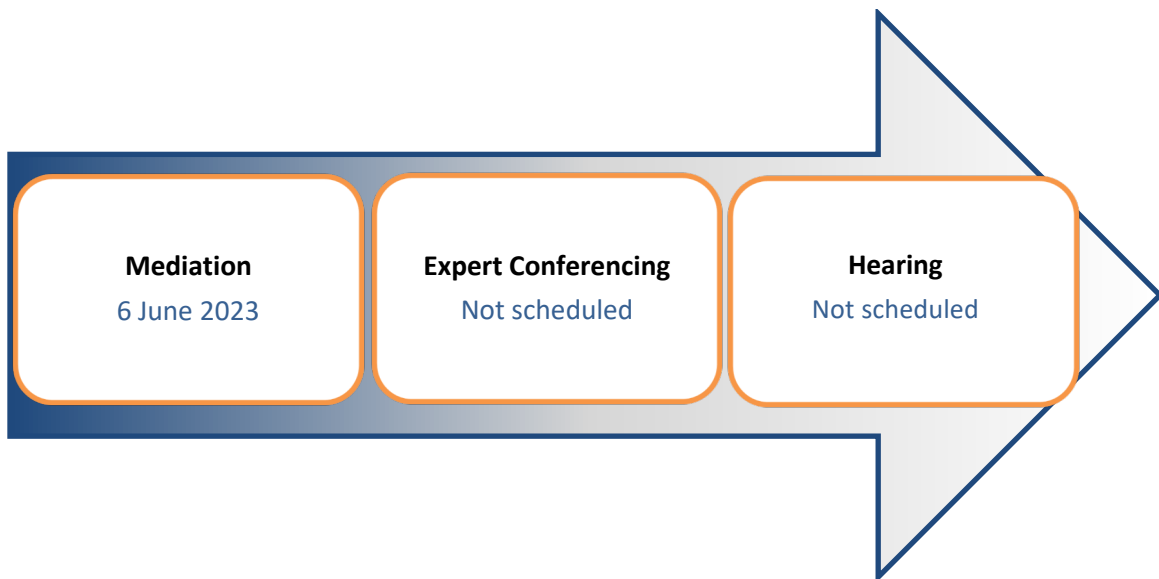 Mediation
6 June 2023
Expert Conferencing
Not scheduled
Hearing
Not scheduled